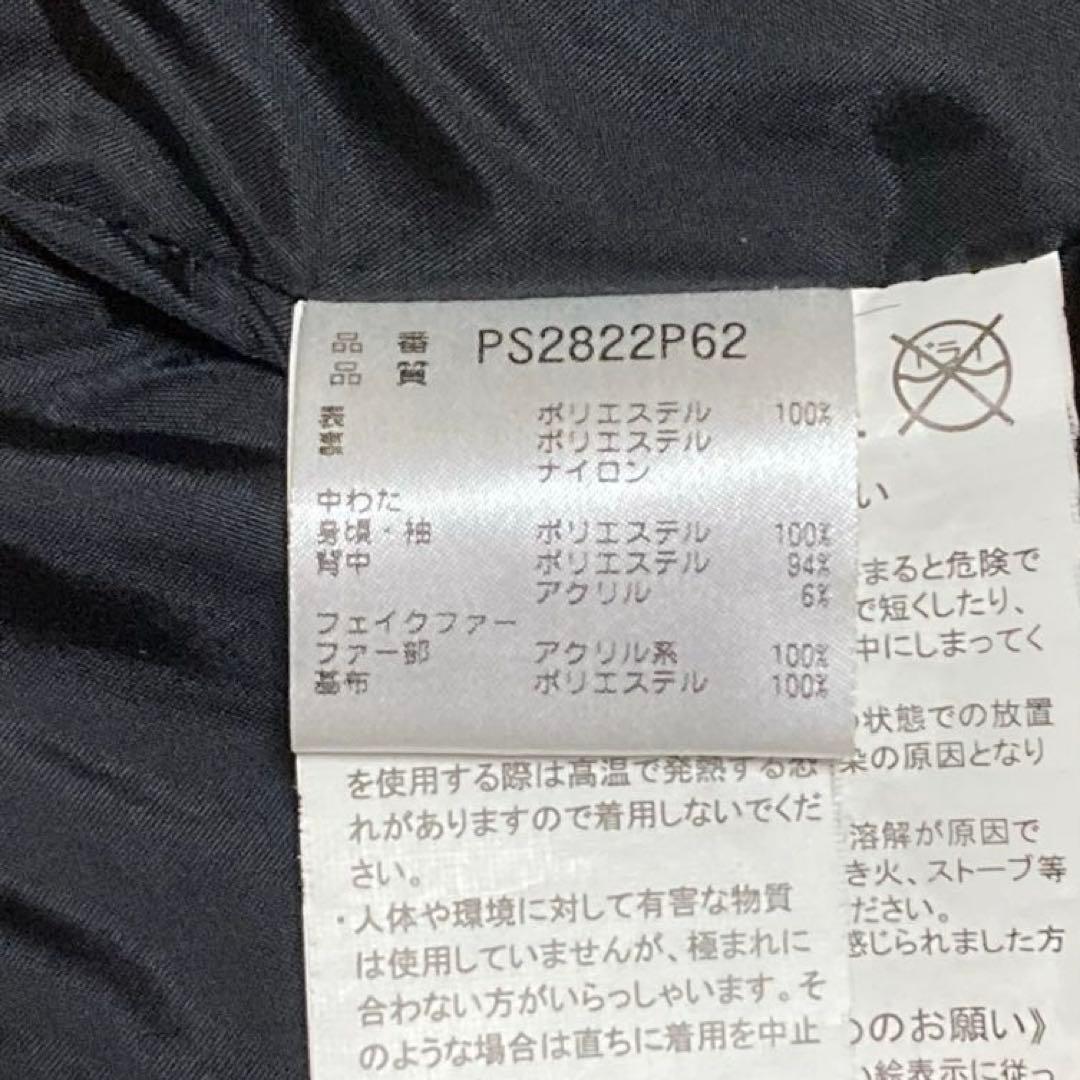 品番 PS2822P62
品質
ポリエステル 100%
ポリエステル
ナイロン
中わた
身頃・袖 ポリエステル 100%
背中 ポリエステル 94%
アクリル 6%
フェイクファー
ファー部 アクリル系 100%
基布 ポリエステル 100%
を使用する際は高温で発熱する恐
れがありますので着用しないでくだ
さい。
・人体や環境に対して有害な物質
は使用していませんが、極まれに
合わない方がいらっしゃいます。そ
のような場合は直ちに着用を中止
ドライ
い
まると危険で
で短くしたり、
中にしまってく
状態での放置
染の原因となり
溶解が原因で
き火、ストーブ等
ださい。
感じられました方
のお願い》
い絵表示に従っ